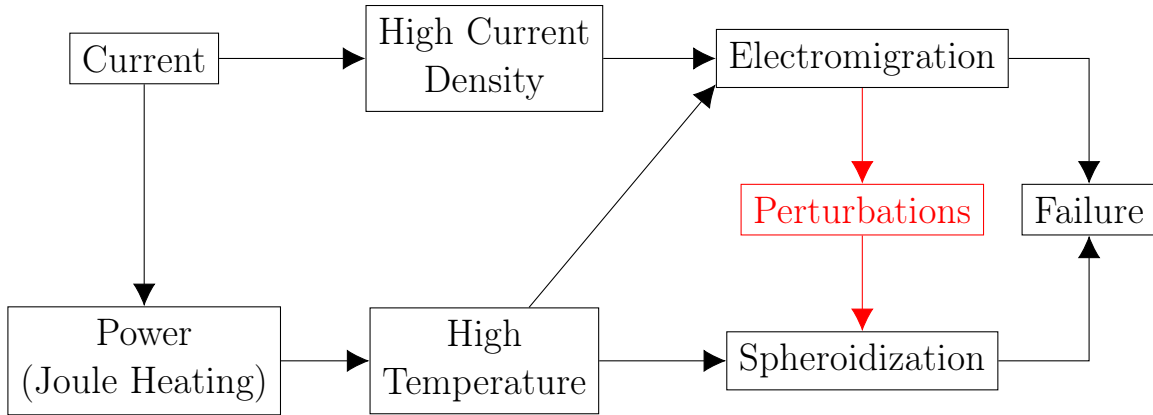 Current
High Current
Density
Electromigration
Perturbations
Failure
Power
(Joule Heating)
High
Temperature
Spheroidization